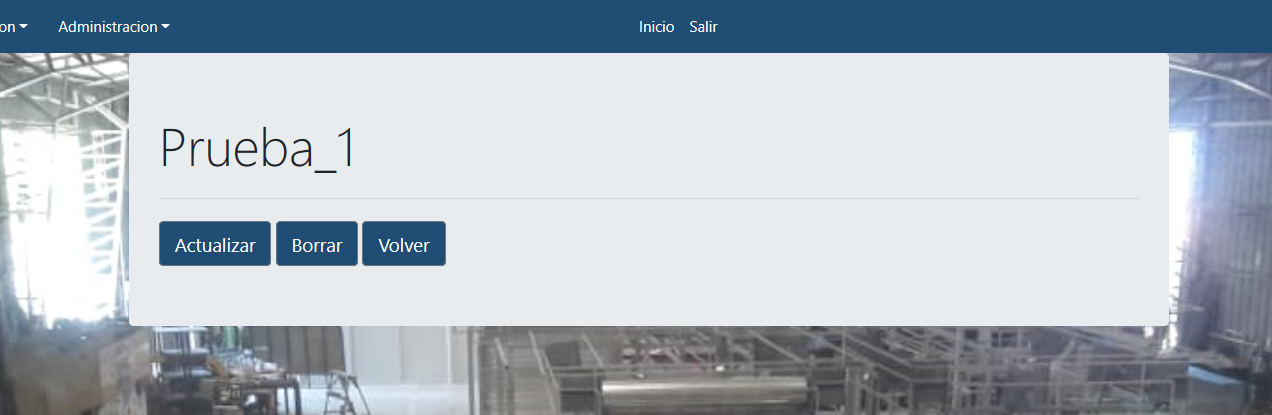 on Administracion Inicio Salir
Prueba_1
Actualizar Borrar Volver